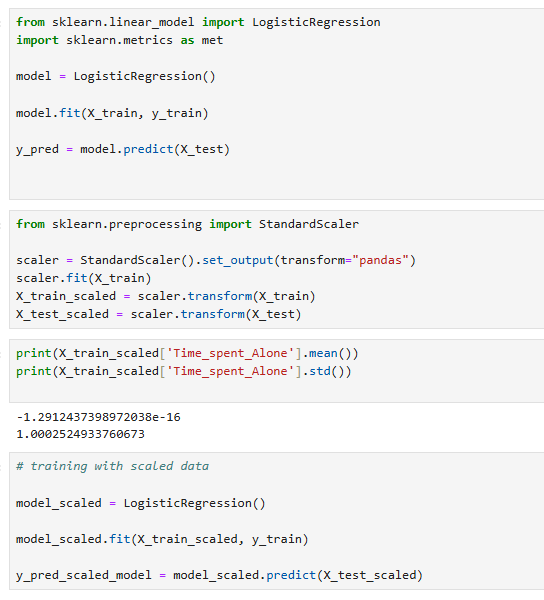 from sklearn.linear_model import LogisticRegression
import sklearn.metrics as met
model = LogisticRegression()
model.fit(X_train, y_train)
y_pred = model.predict(X_test)
from sklearn.preprocessing import StandardScaler
scaler = StandardScaler().set_output(transform="pandas")
scaler.fit(X_train)
X_train_scaled = scaler.transform(X_train)
X_test_scaled = scaler.transform(X_test)
print(X_train_scaled['Time_spent_Alone'].mean())
print(X_train_scaled['Time_spent_Alone'].std())
-1.2912437398972038e-16
1.0002524933760673
# training with scaled data
model_scaled = LogisticRegression()
model_scaled.fit(X_train_scaled, y_train)
y_pred_scaled_model = model_scaled.predict(X_test_scaled)